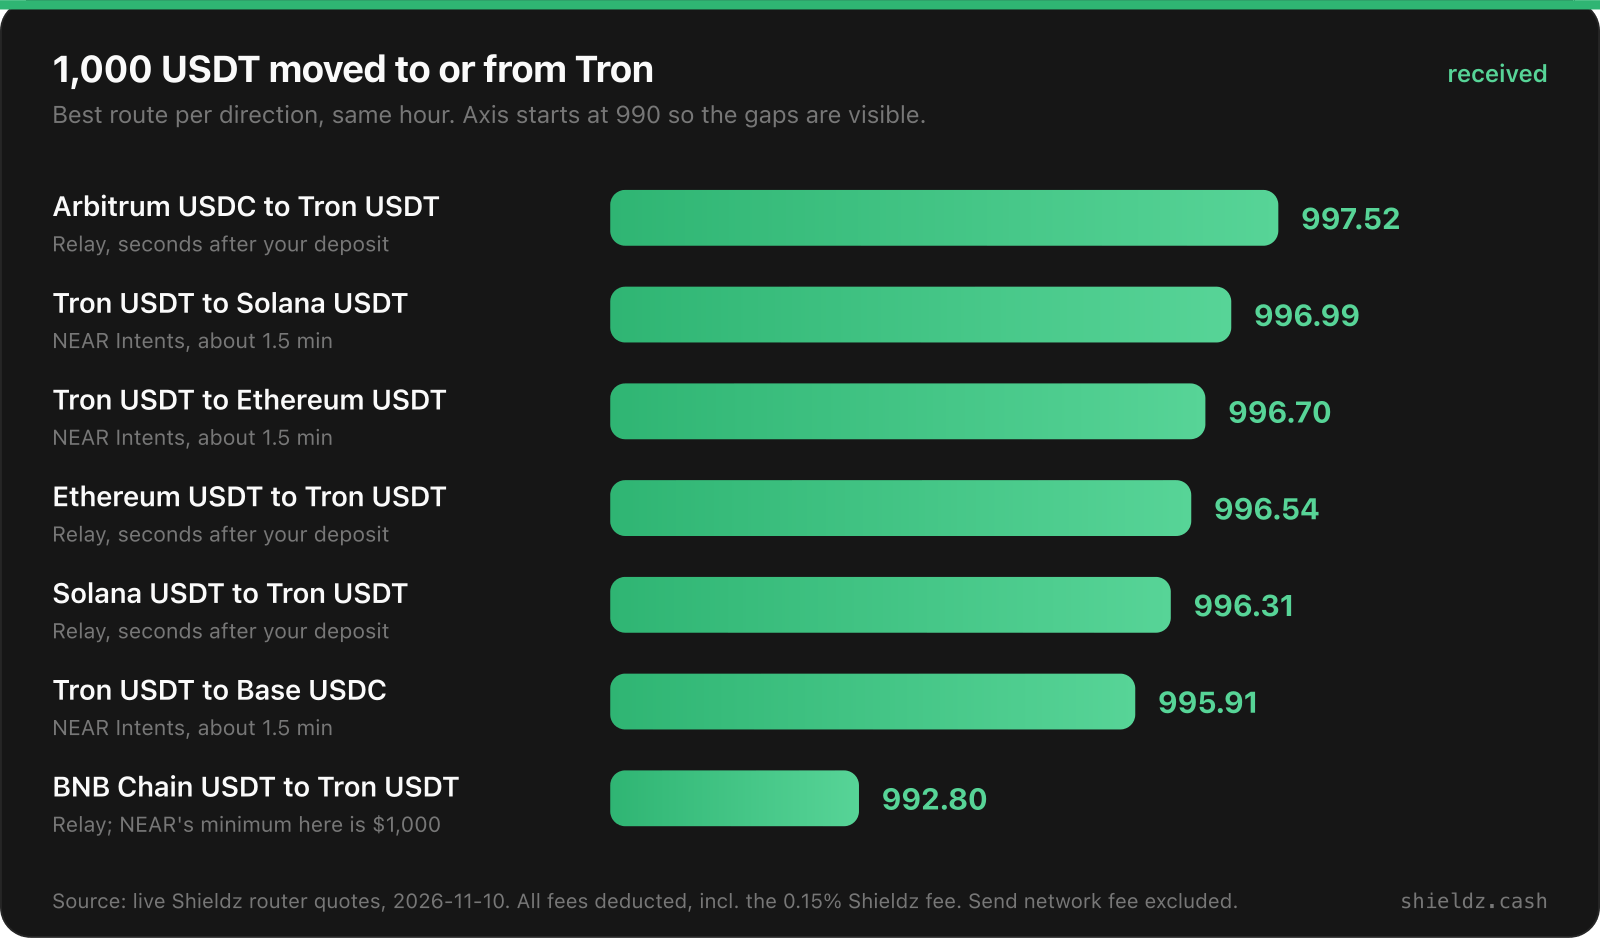 1,000 USDT moved to or from Tron
received
Best route per direction, same hour. Axis starts at 990 so the gaps are visible.
Arbitrum USDC to Tron USDT
Relay, seconds after your deposit
997.52
Tron USDT to Solana USDT
NEAR Intents, about 1.5 min
996.99
Tron USDT to Ethereum USDT
NEAR Intents, about 1.5 min
996.70
Ethereum USDT to Tron USDT
Relay, seconds after your deposit
996.54
Solana USDT to Tron USDT
Relay, seconds after your deposit
996.31
Tron USDT to Base USDC
NEAR Intents, about 1.5 min
995.91
BNB Chain USDT to Tron USDT
Relay; NEAR's minimum here is $1,000
992.80
Source: live Shieldz router quotes, 2026-11-10. All fees deducted, incl. the 0.15% Shieldz fee. Send network fee excluded.
shieldz.cash